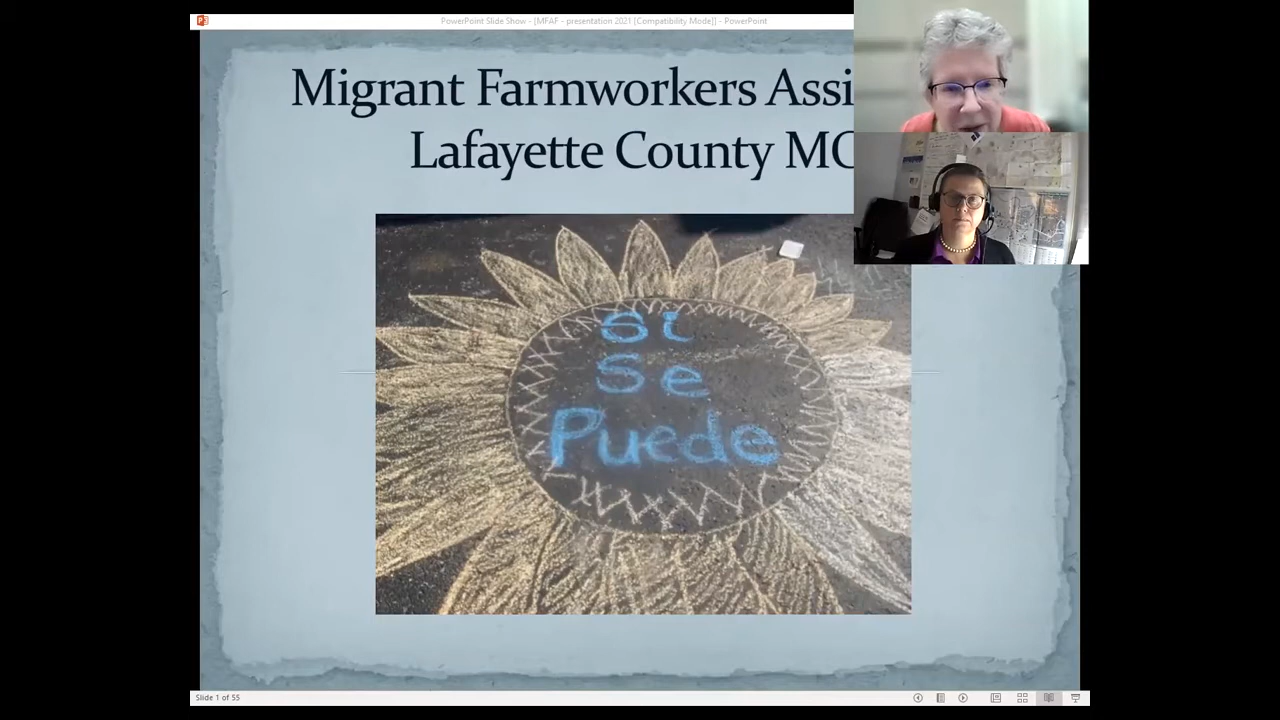 PowerPoint Slide Show - [MFAF - presentation 2021 [Compatibility Mode]] - PowerPoint
Migrant Farmworkers Assi
Lafayette County MO
Si
Se
Puede
Slide 1 of 55